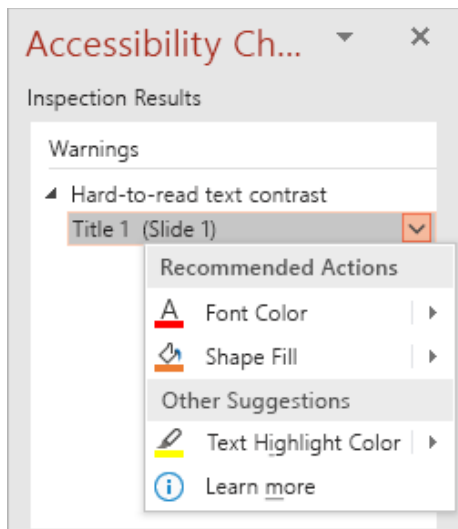 Accessibility Ch...
Inspection Results
Warnings
Hard-to-read text contrast
Title 1 (Slide 1)
Recommended Actions
Font Color
Shape Fill
Other Suggestions
Text Highlight Color
Learn more